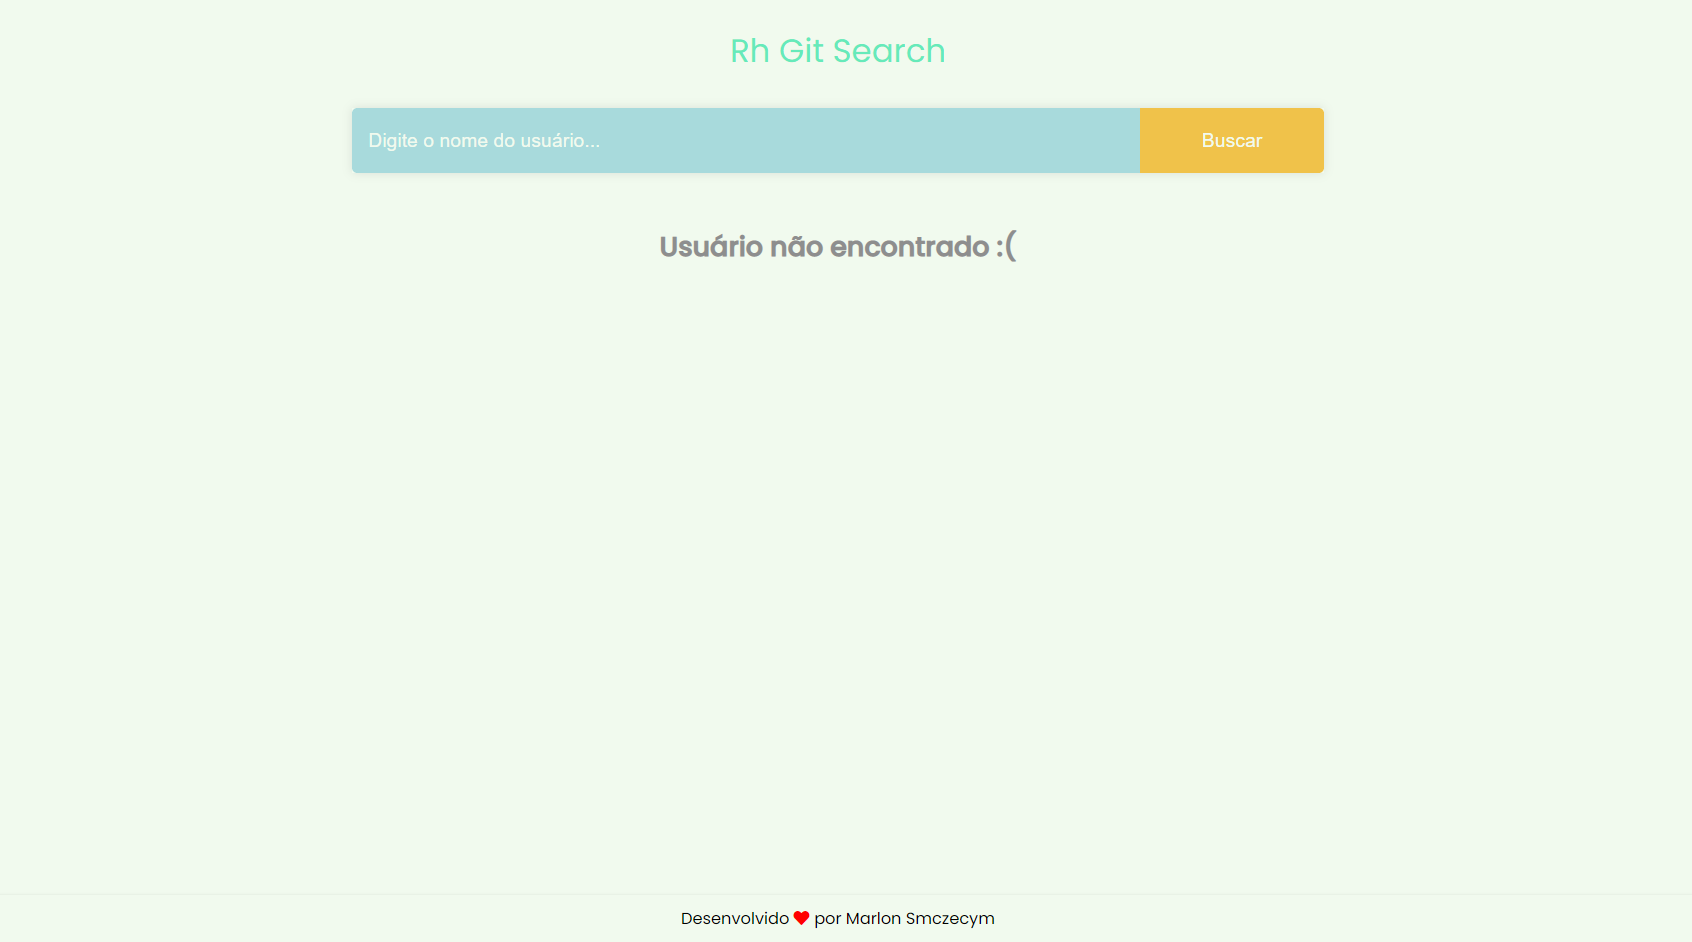 Rh Git Search
Digite o nome do usuário...
Buscar
Usuário não encontrado :(
Desenvolvido ❤ por Marlon Smczecym